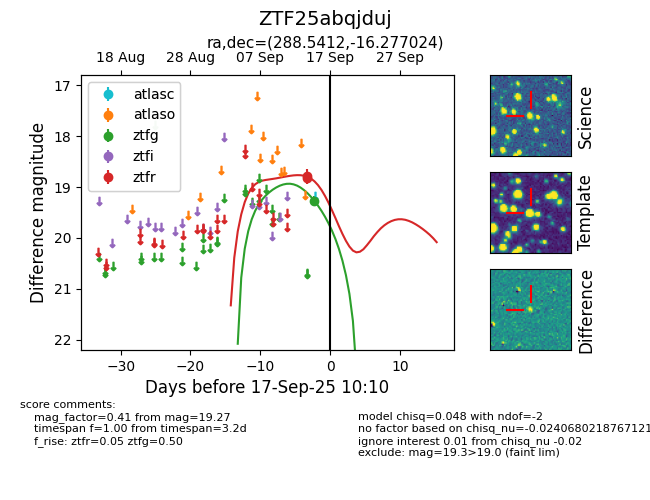 ZTF25abqjduj
ra,dec=(288.5412,-16.277024)
18 Aug 28 Aug 07 Sep 17 Sep 27 Sep
17
18
19
20
21
22
Difference magnitude
atlasc
atlaso
ztfg
ztfi
ztfr
−30 −20 −10 0 10
Days before 17-Sep-25 10:10
Science
Template
Difference
score comments:
mag_factor=0.41 from mag=19.27
timespan f=1.00 from timespan=3.2d
f_rise: ztfr=0.05 ztfg=0.50
model chisq=0.048 with ndof=-2
no factor based on chisq_nu=-0.0240680218767121
ignore interest 0.01 from chisq_nu -0.02
exclude: mag=19.3>19.0 (faint lim)